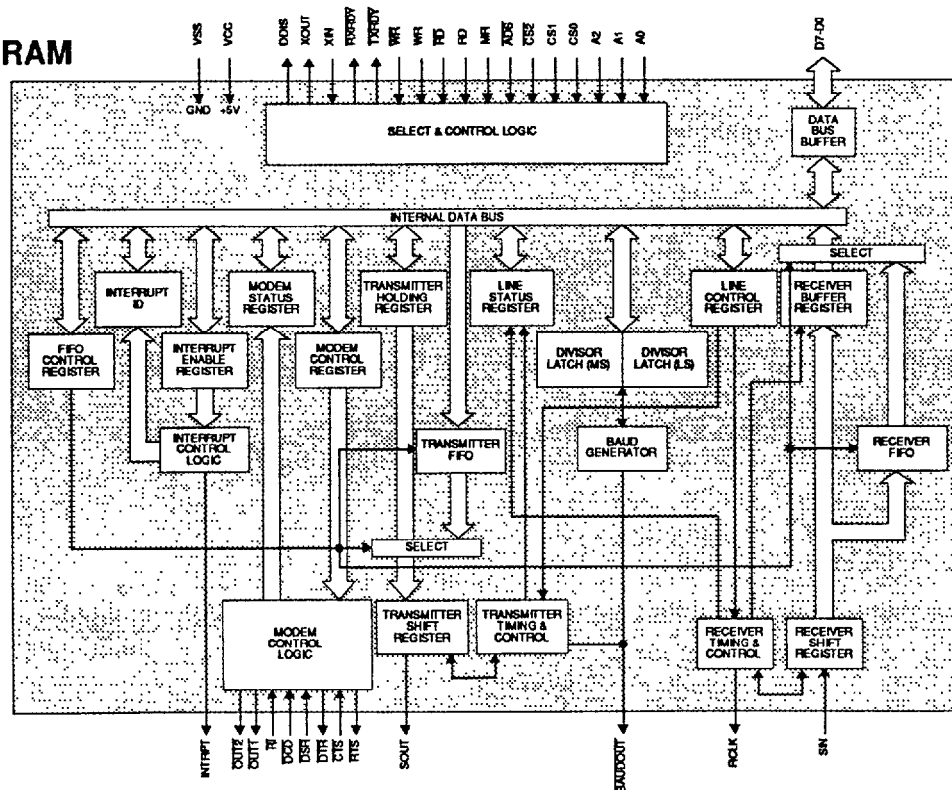 RAM
VSS
VCC
DDIS
XOUT
XIN
RXRDY
TXRDY
WR
WR
RD
RD
MR
ADS
CS2
CS1
CS0
A2
A1
A0
D7-D0
GND
+5V
SELECT & CONTROL LOGIC
DATA
BUS
BUFFER
INTERNAL DATA BUS
SELECT
INTERRUPT
ID
MODEM
STATUS
REGISTER
TRANSMITTER
HOLDING
REGISTER
LINE
STATUS
REGISTER
LINE
CONTROL
REGISTER
RECEIVER
BUFFER
REGISTER
FIFO
CONTROL
REGISTER
INTERRUPT
ENABLE
REGISTER
MODEM
CONTROL
REGISTER
DIVISOR
LATCH (MS)
DIVISOR
LATCH (LS)
INTERRUPT
CONTROL
LOGIC
TRANSMITTER
FIFO
BAUD
GENERATOR
RECEIVER
FIFO
SELECT
MODEM
CONTROL
LOGIC
TRANSMITTER
SHIFT
REGISTER
TRANSMITTER
TIMING &
CONTROL
RECEIVER
TIMING &
CONTROL
RECEIVER
SHIFT
REGISTER
INTRPT
OUT2
OUT1
RI
DCD
DSR
DTR
CTS
RTS
SOUT
BAUDOUT
RCLK
SIN